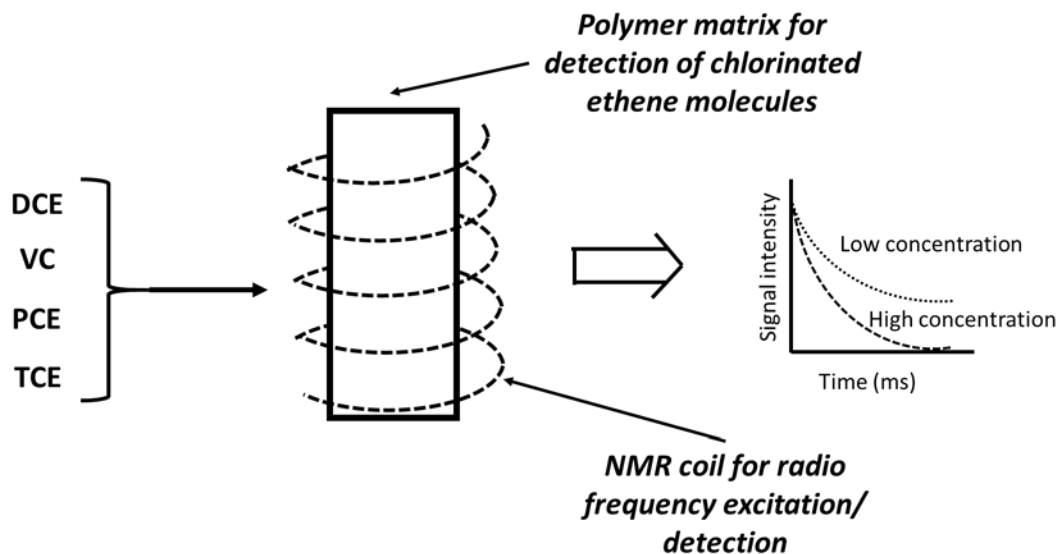 Polymer matrix for
detection of chlorinated
ethene molecules
DCE
VC
PCE
TCE
Signal intensity
Low concentration
High concentration
Time (ms)
NMR coil for radio
frequency excitation/
detection